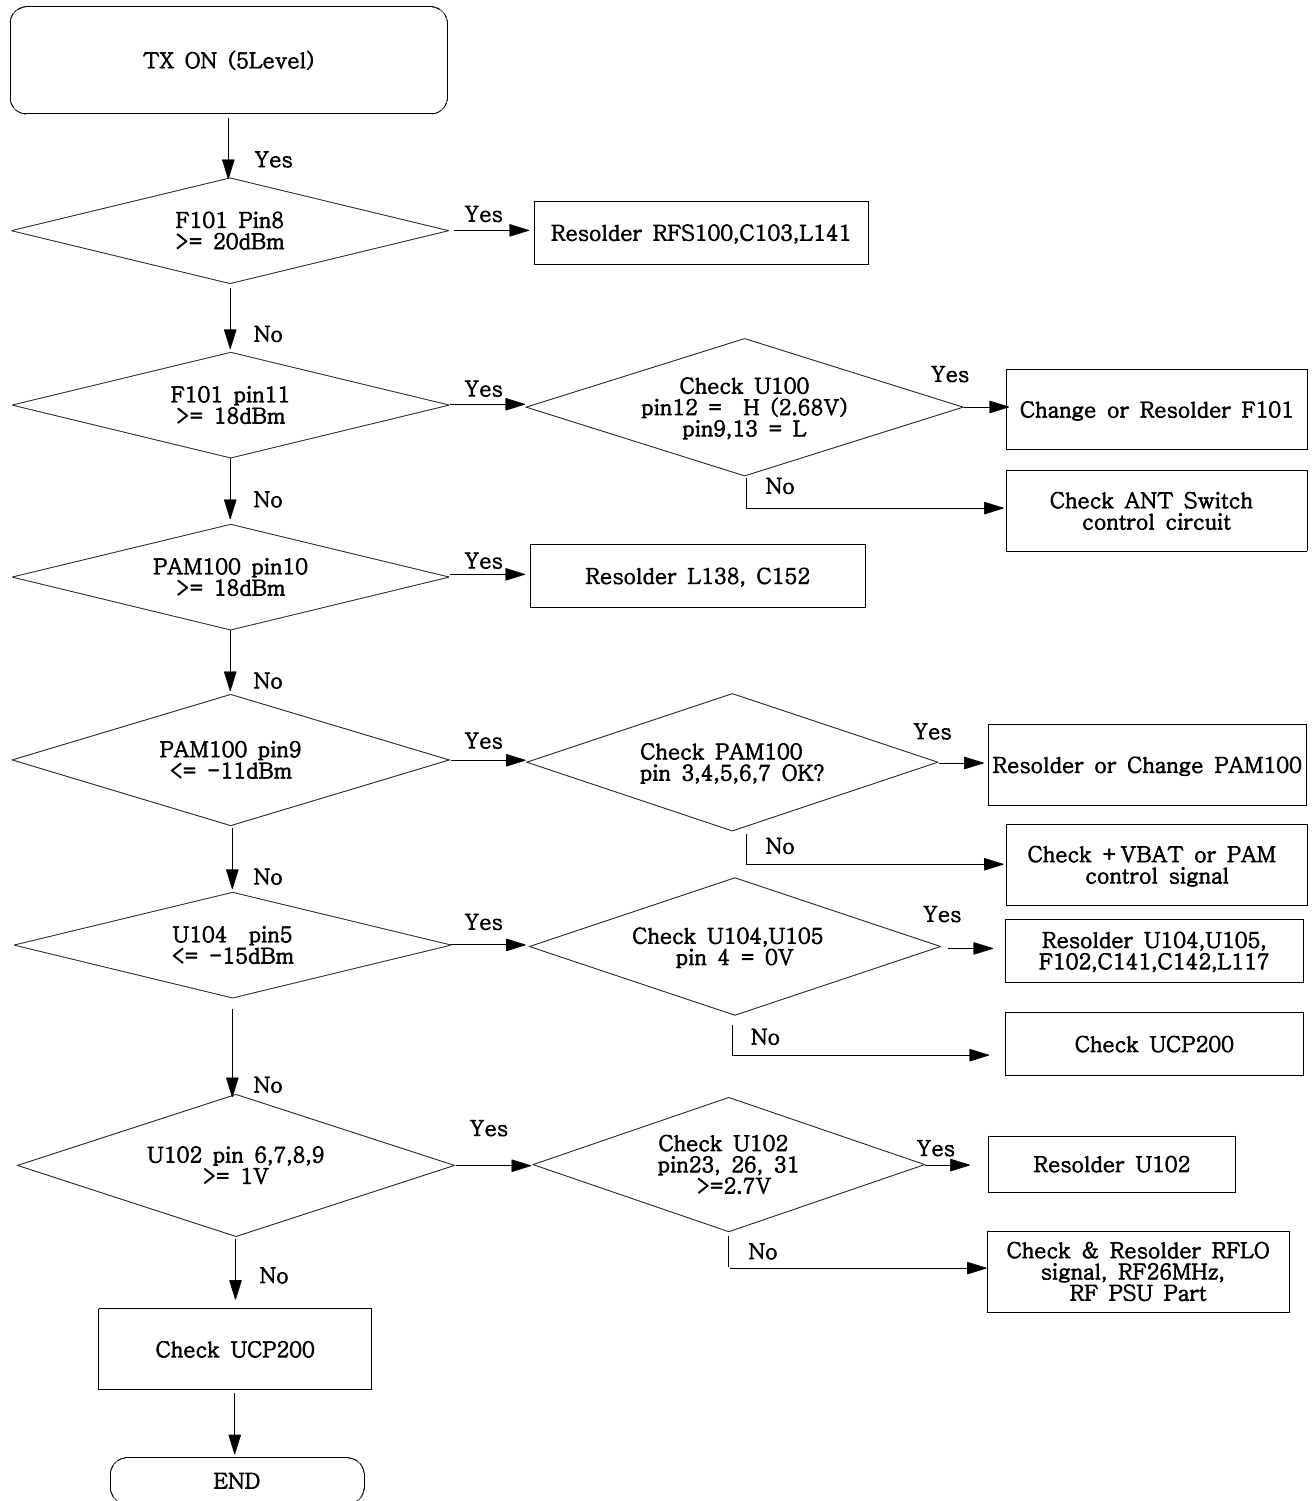 TX ON (5Level)
Yes
F101 Pin8
>= 20dBm
Yes
Resolder RFS100,C103,L141
No
F101 pin11
>= 18dBm
Yes
Check U100
pin12 = H (2.68V)
pin9,13 = L
Yes
Change or Resolder F101
No
Check ANT Switch
control circuit
No
PAM100 pin10
>= 18dBm
Yes
Resolder L138, C152
No
PAM100 pin9
<= -11dBm
Yes
Check PAM100
pin 3,4,5,6,7 OK?
Yes
Resolder or Change PAM100
No
Check +VBAT or PAM
control signal
No
U104 pin5
<= -15dBm
Yes
Check U104,U105
pin 4 = 0V
Yes
Resolder U104,U105,
F102,C141,C142,L117
No
Check UCP200
No
U102 pin 6,7,8,9
>= 1V
Yes
Check U102
pin23, 26, 31
>=2.7V
Yes
Resolder U102
No
Check & Resolder RFLO
signal, RF26MHz,
RF PSU Part
No
Check UCP200
END